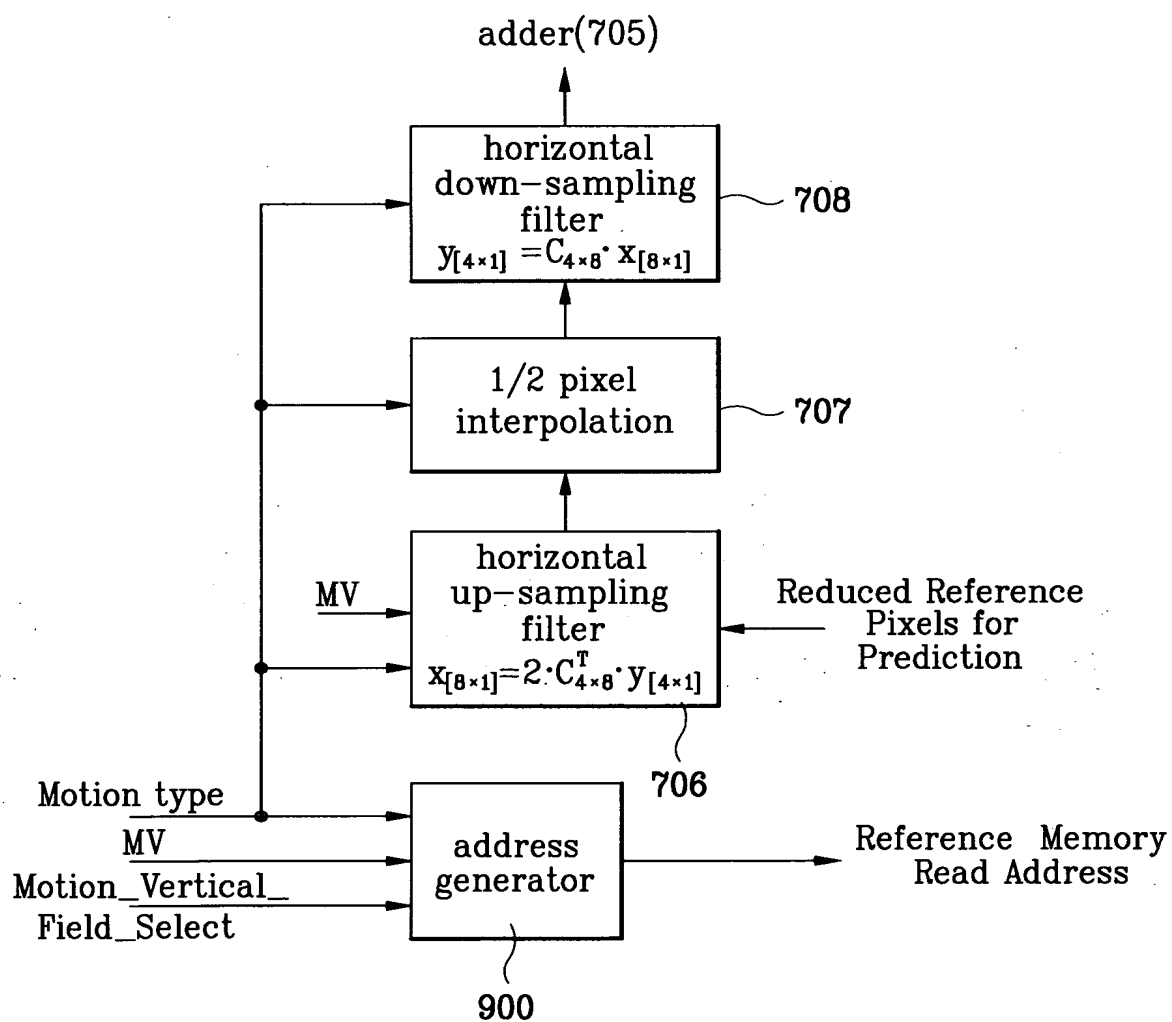 adder(705)
horizontal
down-sampling
filter
y[4×1] = C4×8· x[8×1]
708
1/2 pixel
interpolation
707
horizontal
up-sampling
filter
x[8×1]=2·C^T4×8·y[4×1]
MV
Reduced Reference
Pixels for
Prediction
706
Motion type
MV
Motion_Vertical_
Field_Select
address
generator
Reference Memory
Read Address
900